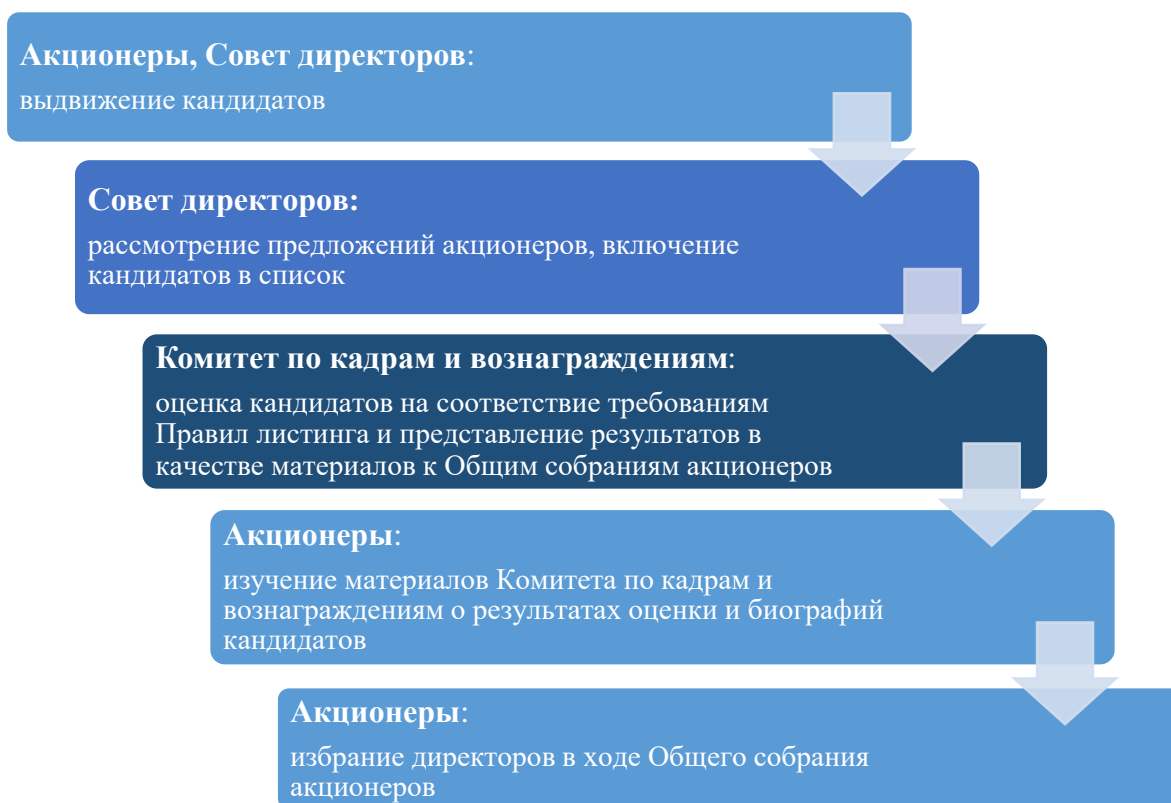 Акционеры, Совет директоров:
выдвижение кандидатов
Совет директоров:
рассмотрение предложений акционеров, включение
кандидатов в список
Комитет по кадрам и вознаграждениям:
оценка кандидатов на соответствие требованиям
Правил листинга и представление результатов в
качестве материалов к Общим собраниям акционеров
Акционеры:
изучение материалов Комитета по кадрам и
вознаграждениям о результатах оценки и биографий
кандидатов
Акционеры:
избрание директоров в ходе Общего собрания
акционеров